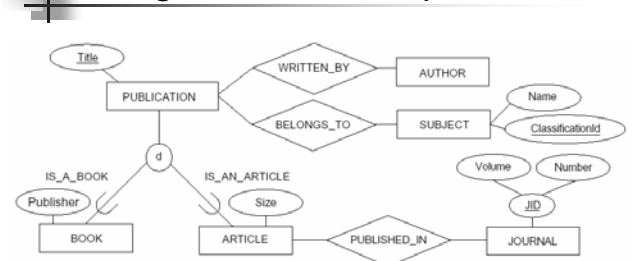 Title
WRITTEN_BY
AUTHOR
PUBLICATION
Name
BELONGS_TO
SUBJECT
ClassificationId
d
IS_A_BOOK
IS_AN_ARTICLE
Volume
Number
Publisher
Size
JID
BOOK
ARTICLE
PUBLISHED_IN
JOURNAL